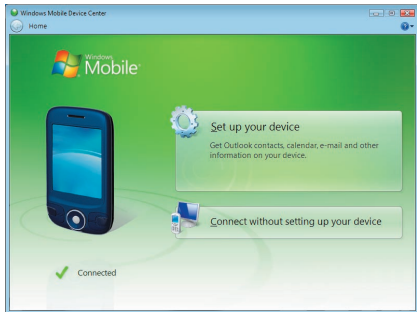 Windows Mobile Device Center
Home
Windows
Mobile
Set up your device
Get Outlook contacts, calendar, e-mail and other
information on your device.
Connect without setting up your device
Connected